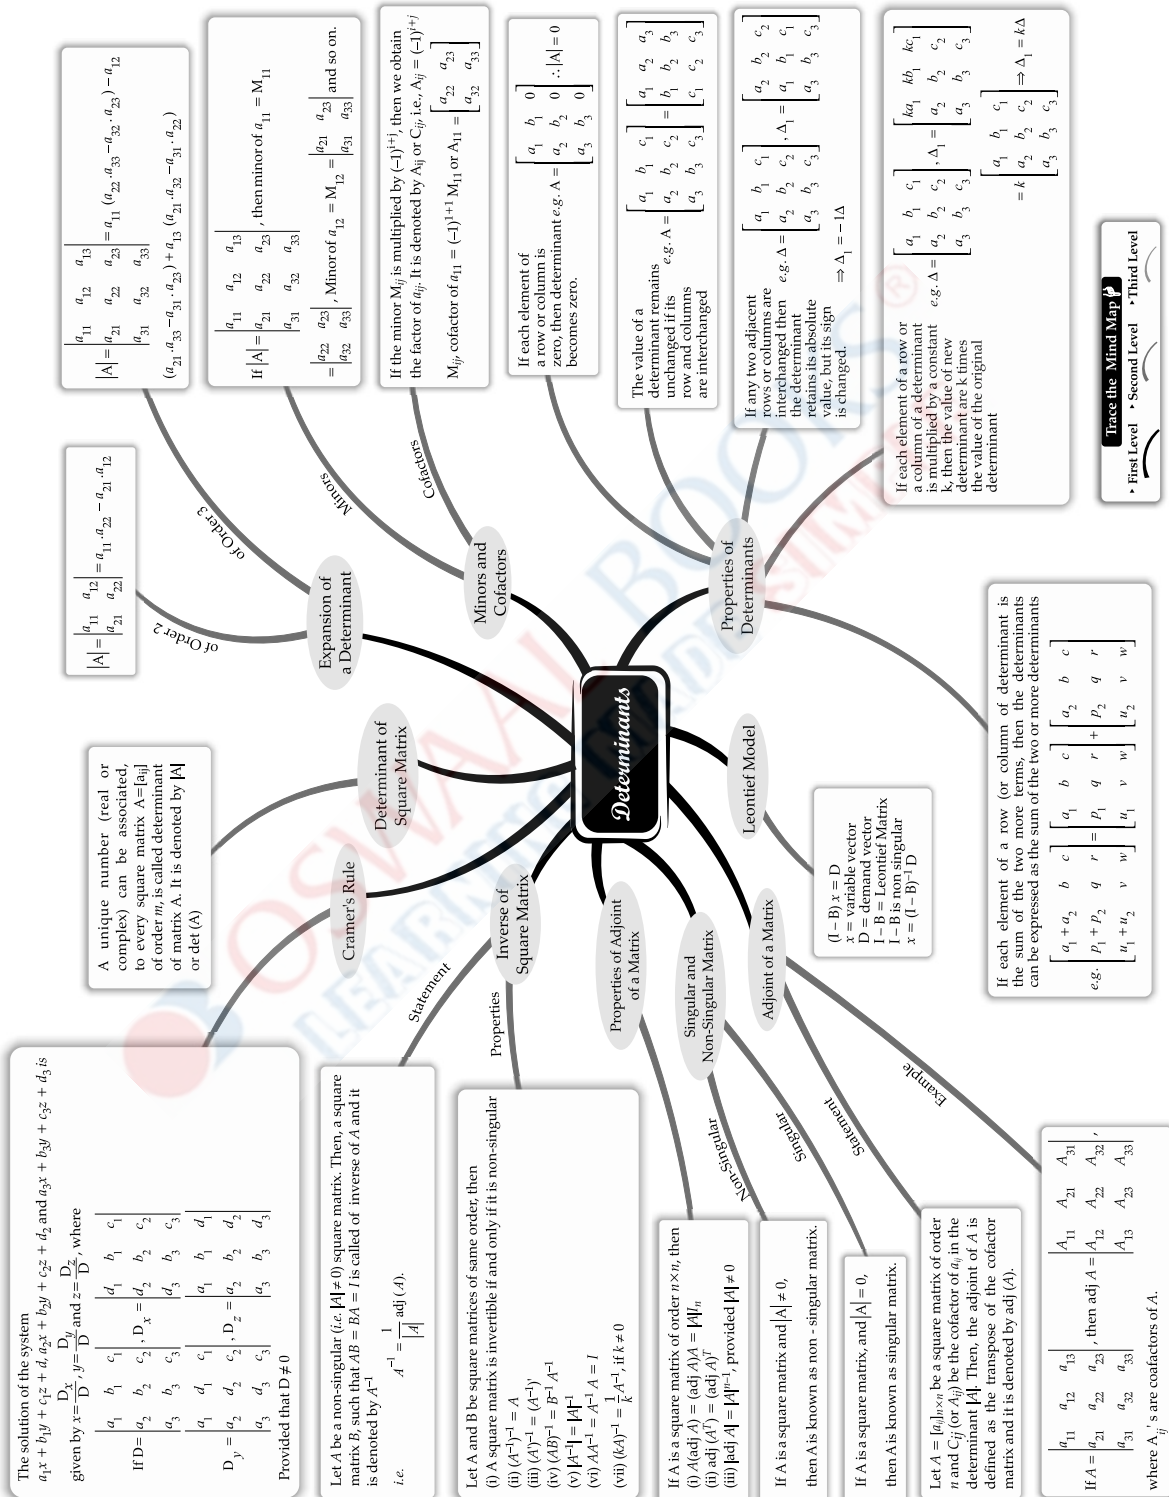 Determinants
Expansion of
a Determinant
of Order 2
|A| = | a11 a12 |
| a21 a22 | = a11.a22 − a21.a12
of Order 3
|A| = | a11 a12 a13 |
| a21 a22 a23 | = a11 (a22.a33−a32.a23) − a12
| a31 a32 a33 |
(a21.a33−a31.a23) + a13 (a21.a32−a31.a22)
Minors and
Cofactors
Minors
If |A| = | a11 a12 a13 |
| a21 a22 a23 | , then minor of a11 = M11
| a31 a32 a33 |
= | a22 a23 |
| a32 a33 | , Minor of a12 = M12 = | a21 a23 |
| a31 a33 | and so on.
Cofactors
If the minor Mij is multiplied by (−1)^i+j, then we obtain
the factor of aij. It is denoted by Aij or Cij, i.e., Aij = (−1)^i+j
Mij, cofactor of a11 = (−1)^1+1 M11 or A11 = [ a22 a23 ]
[ a32 a33 ]
Properties of
Determinants
If each element of
a row or column is
zero, then determinant
becomes zero.
e.g. A = [ a1 b1 0 ]
[ a2 b2 0 ] ∴ |A| = 0
[ a3 b3 0 ]
The value of a
determinant remains
unchanged if its
row and columns
are interchanged
e.g. A = [ a1 b1 c1 ] = [ a1 a2 a3 ]
[ a2 b2 c2 ] [ b1 b2 b3 ]
[ a3 b3 c3 ] [ c1 c2 c3 ]
If any two adjacent
rows or columns are
interchanged then
the determinant
retains its absolute
value, but its sign
is changed.
e.g. Δ = [ a1 b1 c1 ] , Δ1 = [ a2 b2 c2 ]
[ a2 b2 c2 ] [ a1 b1 c1 ]
[ a3 b3 c3 ] [ a3 b3 c3 ]
⇒ Δ1 = −1Δ
If each element of a row or
a column of a determinant
is multiplied by a constant
k, then the value of new
determinant are k times
the value of the original
determinant
e.g. Δ = [ a1 b1 c1 ] , Δ1 = [ ka1 kb1 kc1 ]
[ a2 b2 c2 ] [ a2 b2 c2 ]
[ a3 b3 c3 ] [ a3 b3 c3 ]
= k [ a1 b1 c1 ]
[ a2 b2 c2 ] ⇒ Δ1 = kΔ
[ a3 b3 c3 ]
If each element of a row (or column of determinant is
the sum of the two more terms, then the determinants
can be expressed as the sum of the two or more determinants
e.g. [ a1 + a2 b c ] = [ a1 b c ] + [ a2 b c ]
[ p1 + p2 q r ] [ p1 q r ] [ p2 q r ]
[ u1 + u2 v w ] [ u1 v w ] [ u2 v w ]
Determinant of
Square Matrix
A unique number (real or
complex) can be associated,
to every square matrix A=[aij]
of order m, is called determinant
of matrix A. It is denoted by |A|
or det (A)
Cramer's Rule
The solution of the system
a1x + b1y + c1z + d, a2x + b2y + c2z + d2 and a3x + b3y + c3z + d3 is
given by x = Dx/D, y = Dy/D and z = Dz/D, where
If D = | a1 b1 c1 | , Dx = | d1 b1 c1 |
| a2 b2 c2 | | d2 b2 c2 |
| a3 b3 c3 | | d3 b3 c3 |
Dy = | a1 d1 c1 | , Dz = | a1 b1 d1 |
| a2 d2 c2 | | a2 b2 d2 |
| a3 d3 c3 | | a3 b3 d3 |
Provided that D ≠ 0
Inverse of
Square Matrix
Statement
Let A be a non-singular (i.e. |A| ≠ 0) square matrix. Then, a square
matrix B, such that AB = BA = I is called of inverse of A and it
is denoted by A⁻¹
i.e. A⁻¹ = 1/|A| adj (A).
Properties
Let A and B be square matrices of same order, then
(i) A square matrix is invertible if and only if it is non-singular
(ii) (A⁻¹)⁻¹ = A
(iii) (A')⁻¹ = (A⁻¹)'
(iv) (AB)⁻¹ = B⁻¹ A⁻¹
(v) |A⁻¹| = |A|⁻¹
(vi) AA⁻¹ = A⁻¹ A = I
(vii) (kA)⁻¹ = 1/k A⁻¹, if k ≠ 0
Properties of Adjoint
of a Matrix
If A is a square matrix of order n×n, then
(i) A(adj A) = (adj A)A = |A|In
(ii) adj (A^T) = (adj A)^T
(iii) |adj A| = |A|^n−1, provided |A| ≠ 0
Singular and
Non-Singular Matrix
Non-Singular
If A is a square matrix and |A| ≠ 0,
then A is known as non - singular matrix.
Singular
If A is a square matrix, and |A| = 0,
then A is known as singular matrix.
Adjoint of a Matrix
Statement
Let A = [aij]n×n be a square matrix of order
n and Cij (or Aij) be the cofactor of aij in the
determinant |A|. Then, the adjoint of A is
defined as the transpose of the cofactor
matrix and it is denoted by adj (A).
Example
If A = | a11 a12 a13 | , then adj A = | A11 A21 A31 |
| a21 a22 a23 | | A12 A22 A32 | ,
| a31 a32 a33 | | A13 A23 A33 |
where Aij's are coafactors of A.
Leontief Model
(I − B) x = D
x = variable vector
D = demand vector
I − B = Leontief Matrix
I − B is non singular
x = (I − B)⁻¹ D
Trace the Mind Map
First Level Second Level Third Level
OSWAAL BOOKS ®
LEARNING MADE SIMPLE